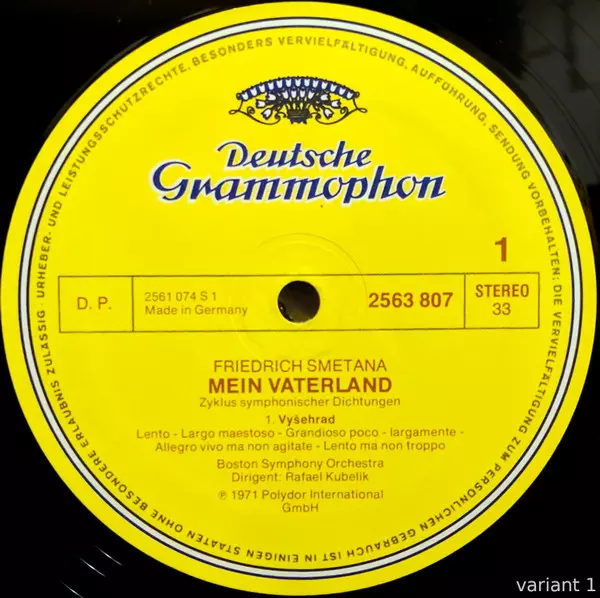 URHEBER- UND LEISTUNGSSCHUTZRECHTE, BESONDERS VERVIELFÄLTIGUNG, AUFFÜHRUNG, SENDUNG VORBEHALTEN: DIE VERVIELFÄLTIGUNG ZUM PERSÖNLICHEN GEBRAUCH IST IN EINIGEN STAATEN OHNE BESONDERE ERLAUBNIS ZULÄSSIG ·
Deutsche
Grammophon
1
D. P.
2561 074 S 1
Made in Germany
2563 807
STEREO
33
FRIEDRICH SMETANA
MEIN VATERLAND
Zyklus symphonischer Dichtungen
1. Vyšehrad
Lento - Largo maestoso - Grandioso poco - largamente -
Allegro vivo ma non agitate - Lento ma non troppo
Boston Symphony Orchestra
Dirigent: Rafael Kubelik
℗ 1971 Polydor International
GmbH
variant 1